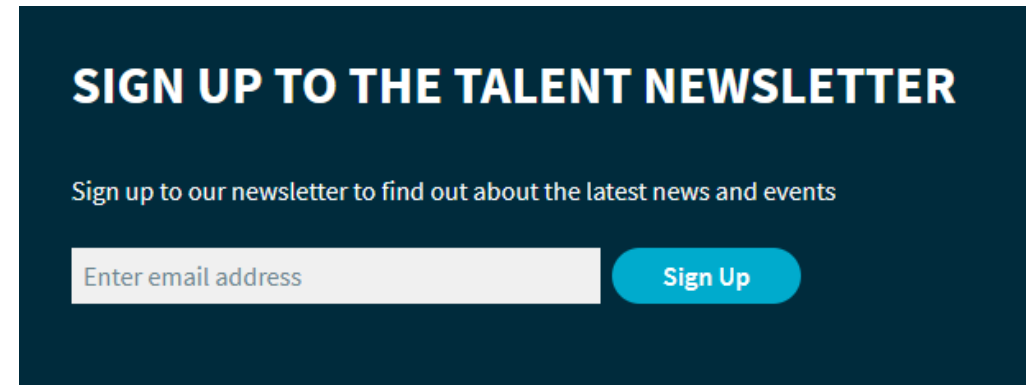 SIGN UP TO THE TALENT NEWSLETTER
Sign up to our newsletter to find out about the latest news and events
Enter email address
Sign Up